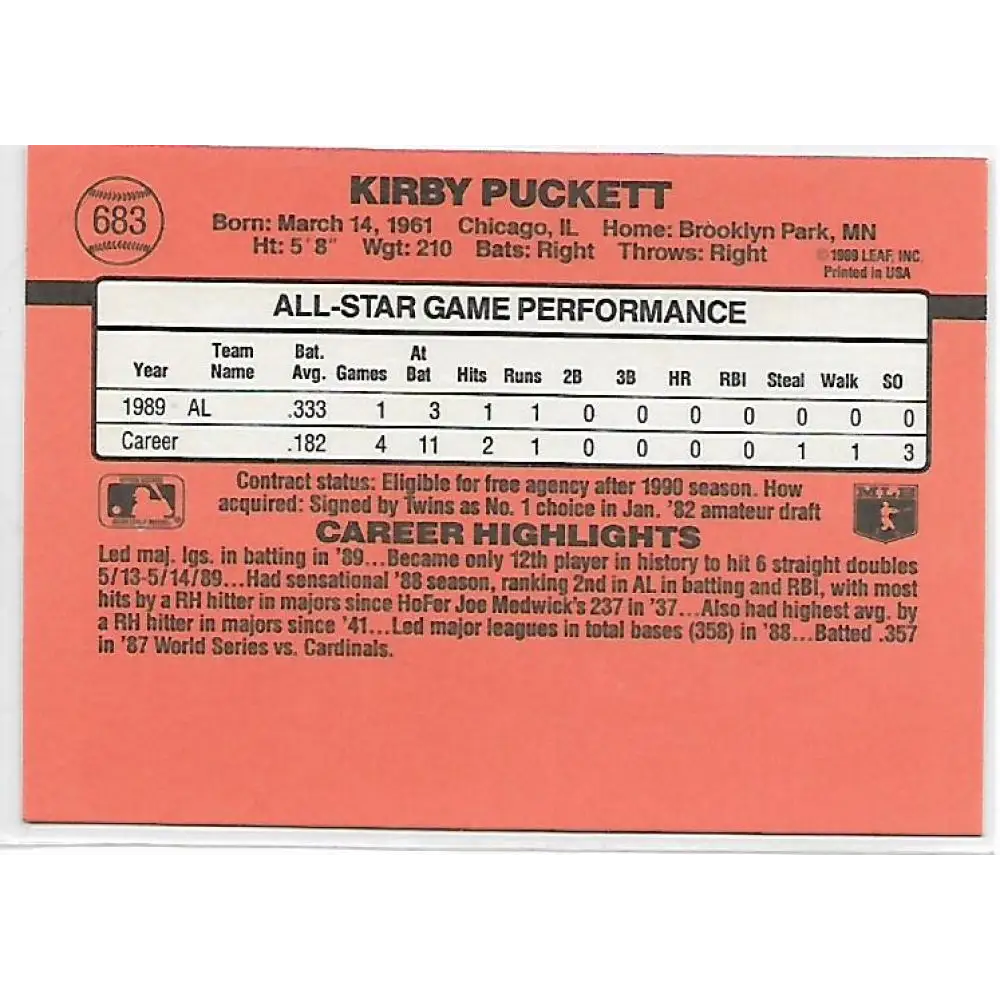 683
KIRBY PUCKETT
Born: March 14, 1961 Chicago, IL Home: Brooklyn Park, MN
Ht: 5' 8" Wgt: 210 Bats: Right Throws: Right
©1989 LEAF, INC.
Printed in USA
ALL-STAR GAME PERFORMANCE
Year Team Name Bat. Avg. Games At Bat Hits Runs 2B 3B HR RBI Steal Walk SO
1989 AL .333 1 3 1 1 0 0 0 0 0 0 0
Career .182 4 11 2 1 0 0 0 0 1 1 3
Contract status: Eligible for free agency after 1990 season. How
acquired: Signed by Twins as No. 1 choice in Jan. '82 amateur draft
MLB
CAREER HIGHLIGHTS
Led maj. lgs. in batting in '89...Became only 12th player in history to hit 6 straight doubles
5/13-5/14/89...Had sensational '88 season, ranking 2nd in AL in batting and RBI, with most
hits by a RH hitter in majors since HoFer Joe Medwick's 237 in '37...Also had highest avg. by
a RH hitter in majors since '41...Led major leagues in total bases (358) in '88...Batted .357
in '87 World Series vs. Cardinals.